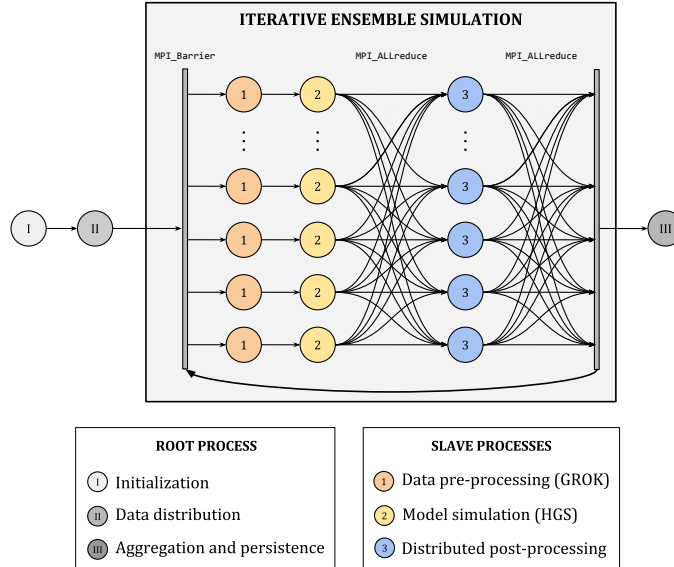 ITERATIVE ENSEMBLE SIMULATION
MPI_Barrier MPI_ALLreduce MPI_ALLreduce
1 2 3
1 2 3
I II 1 2 3 III
1 2 3
1 2 3
ROOT PROCESS
I Initialization
II Data distribution
III Aggregation and persistence
SLAVE PROCESSES
1 Data pre-processing (GROK)
2 Model simulation (HGS)
3 Distributed post-processing